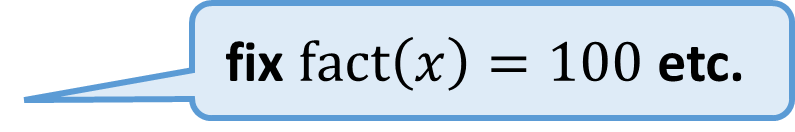 fix fact(x) = 100 etc.